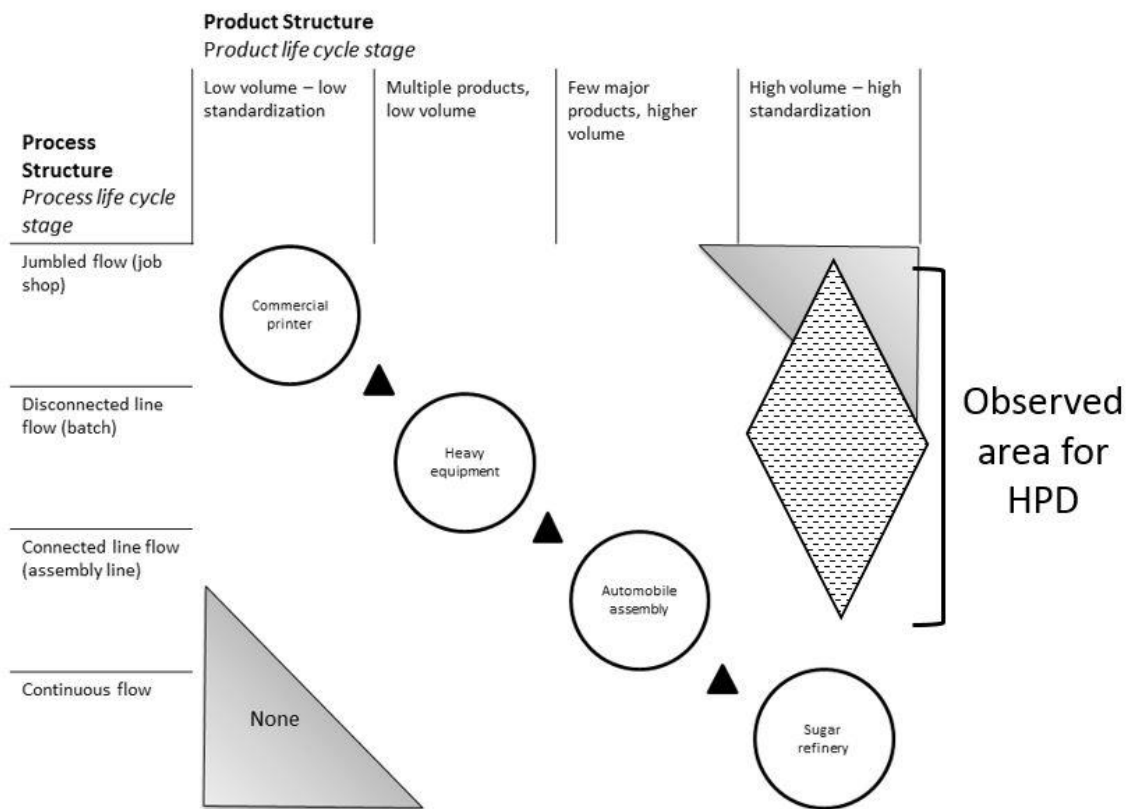 Product Structure
Product life cycle stage
Low volume – low
standardization
Multiple products,
low volume
Few major
products, higher
volume
High volume – high
standardization
Process
Structure
Process life cycle
stage
Jumbled flow (job
shop)
Commercial
printer
Disconnected line
flow (batch)
Heavy
equipment
Observed
area for
HPD
Connected line flow
(assembly line)
Automobile
assembly
Continuous flow
None
Sugar
refinery